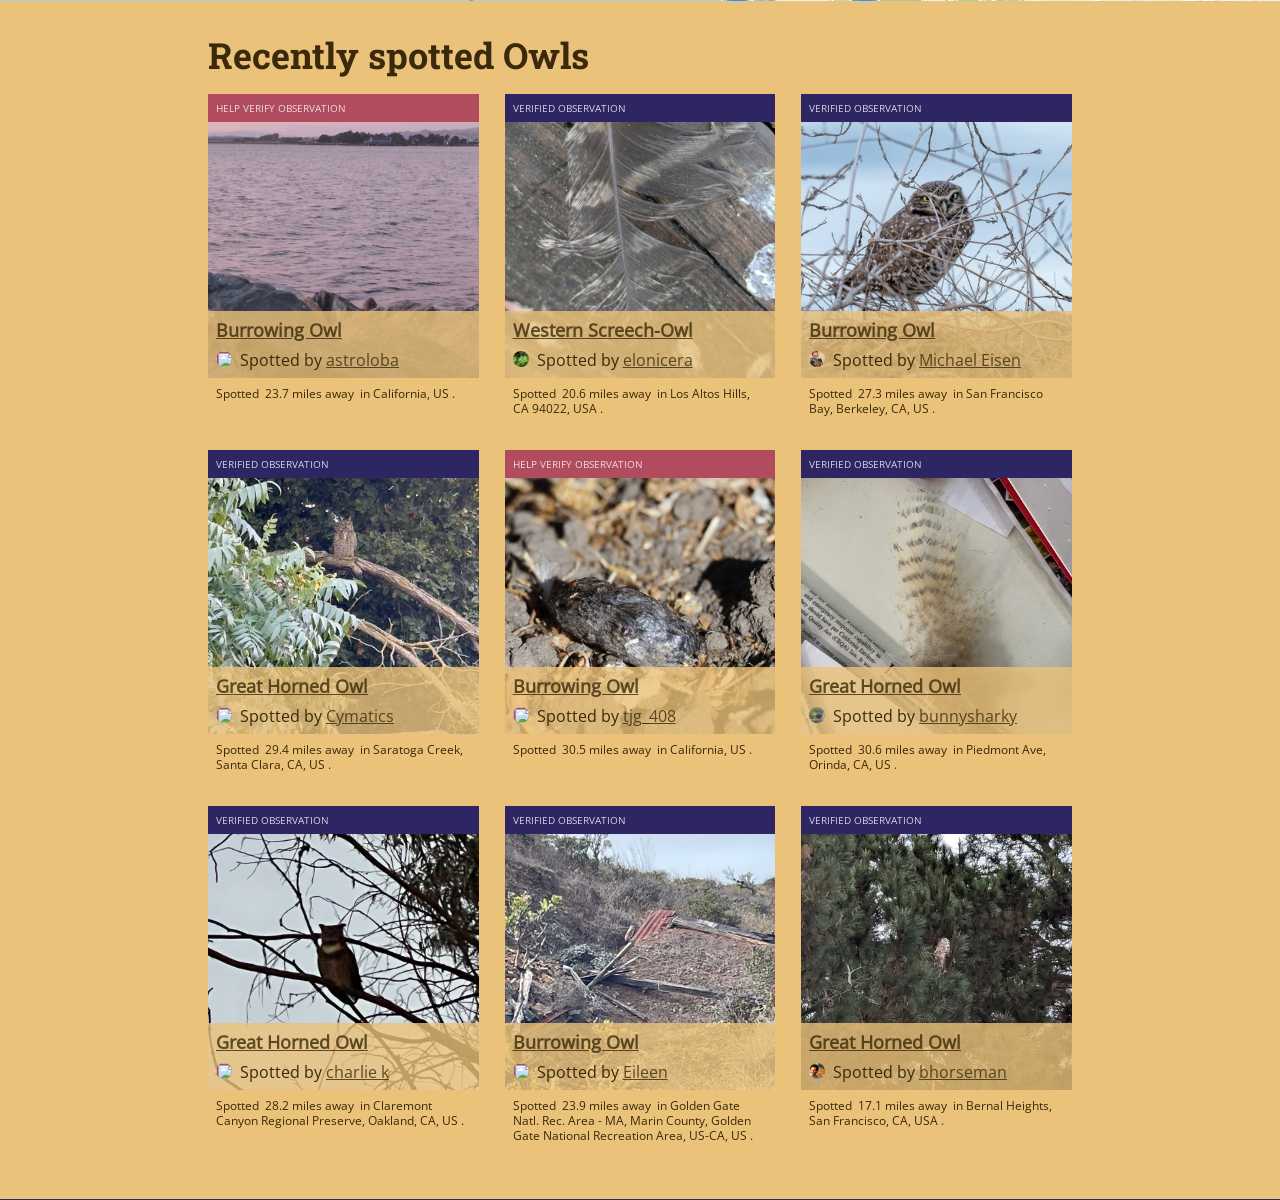 Recently spotted Owls
HELP VERIFY OBSERVATION
Burrowing Owl
Spotted by astroloba
Spotted 23.7 miles away in California, US .
VERIFIED OBSERVATION
Western Screech-Owl
Spotted by elonicera
Spotted 20.6 miles away in Los Altos Hills,
CA 94022, USA .
VERIFIED OBSERVATION
Burrowing Owl
Spotted by Michael Eisen
Spotted 27.3 miles away in San Francisco
Bay, Berkeley, CA, US .
VERIFIED OBSERVATION
Great Horned Owl
Spotted by Cymatics
Spotted 29.4 miles away in Saratoga Creek,
Santa Clara, CA, US .
HELP VERIFY OBSERVATION
Burrowing Owl
Spotted by tjg_408
Spotted 30.5 miles away in California, US .
VERIFIED OBSERVATION
Great Horned Owl
Spotted by bunnysharky
Spotted 30.6 miles away in Piedmont Ave,
Orinda, CA, US .
VERIFIED OBSERVATION
Great Horned Owl
Spotted by charlie k
Spotted 28.2 miles away in Claremont
Canyon Regional Preserve, Oakland, CA, US .
VERIFIED OBSERVATION
Burrowing Owl
Spotted by Eileen
Spotted 23.9 miles away in Golden Gate
Natl. Rec. Area - MA, Marin County, Golden
Gate National Recreation Area, US-CA, US .
VERIFIED OBSERVATION
Great Horned Owl
Spotted by bhorseman
Spotted 17.1 miles away in Bernal Heights,
San Francisco, CA, USA .